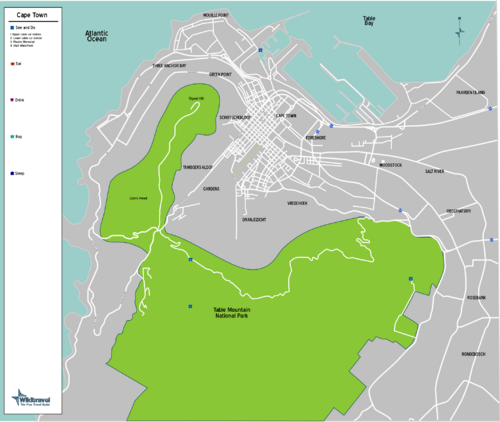 Cape Town
See and Do
1 Upper cable car station
2 Lower cable car station
3 Rhodes Memorial
4 V&A Waterfront
Eat
Drink
Buy
Sleep
Wikitravel
The Free Travel Guide
Atlantic
Ocean
Table
Bay
MOUILLE POINT
THREE ANCHOR BAY
GREEN POINT
PAARDEN EILAND
Signal Hill
SCHOTSCHEKLOOF
CAPE TOWN
FORESHORE
WOODSTOCK
SALT RIVER
TAMBOERSKLOOF
GARDENS
Lion's Head
VREDEHOEK
ORANJEZICHT
OBSERVATORY
ROSEBANK
Table Mountain
National Park
RONDEBOSCH